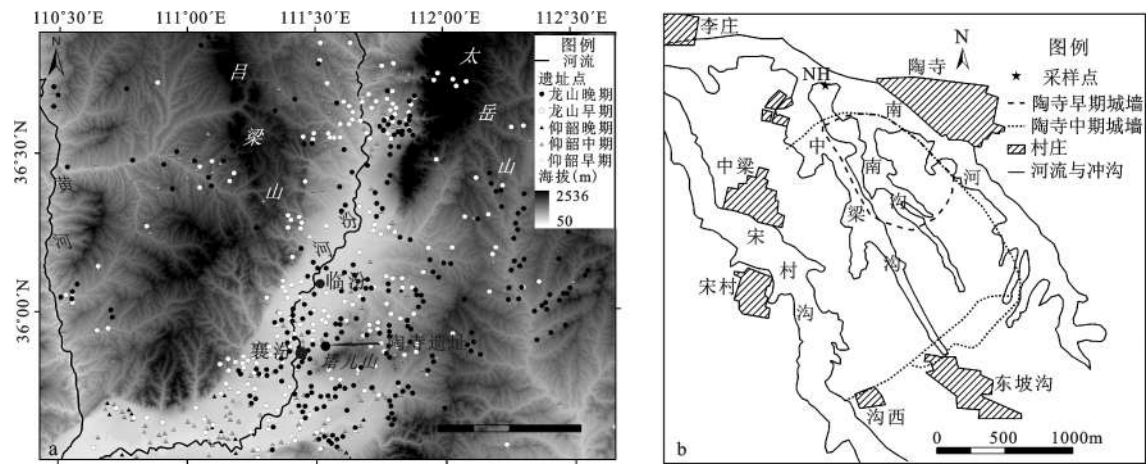 110°30′E
111°00′E
111°30′E
112°00′E
112°30′E
36°30′N
36°00′N
N
吕
梁
山
太
岳
山
黄
河
汾
河
临汾
襄汾
陶寺遗址
塔儿山
图例
河流
遗址点
龙山晚期
龙山早期
仰韶晚期
仰韶中期
仰韶早期
海拔(m)
2536
50
a
李庄
NH
N
陶寺
南
河
中
梁
沟
南
沟
中梁
宋
村
沟
宋村
东坡沟
沟西
图例
采样点
陶寺早期城墙
陶寺中期城墙
村庄
河流与冲沟
0 500 1000m
b